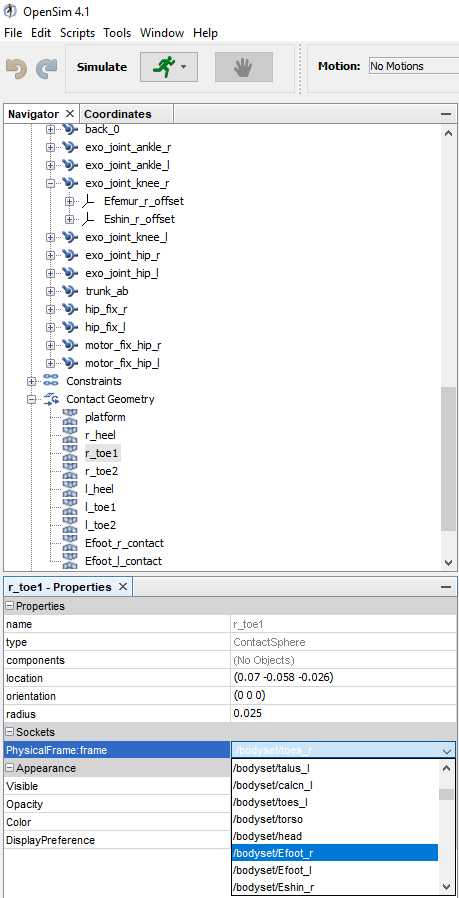 OpenSim 4.1
File Edit Scripts Tools Window Help
Simulate Motion: No Motions
Navigator Coordinates
back_0
exo_joint_ankle_r
exo_joint_ankle_l
exo_joint_knee_r
Efemur_r_offset
Eshin_r_offset
exo_joint_knee_l
exo_joint_hip_r
exo_joint_hip_l
trunk_ab
hip_fix_r
hip_fix_l
motor_fix_hip_r
motor_fix_hip_l
Constraints
Contact Geometry
platform
r_heel
r_toe1
r_toe2
l_heel
l_toe1
l_toe2
Efoot_r_contact
Efoot_l_contact
r_toe1 - Properties
Properties
name r_toe1
type ContactSphere
components (No Objects)
location (0.07 -0.058 -0.026)
orientation (0 0 0)
radius 0.025
Sockets
PhysicalFrame:frame /bodyset/toes_r
Appearance /bodyset/talus_l
Visible /bodyset/calcn_l
Opacity /bodyset/toes_l
Color /bodyset/torso
DisplayPreference /bodyset/head
/bodyset/Efoot_r
/bodyset/Efoot_l
/bodyset/Eshin_r